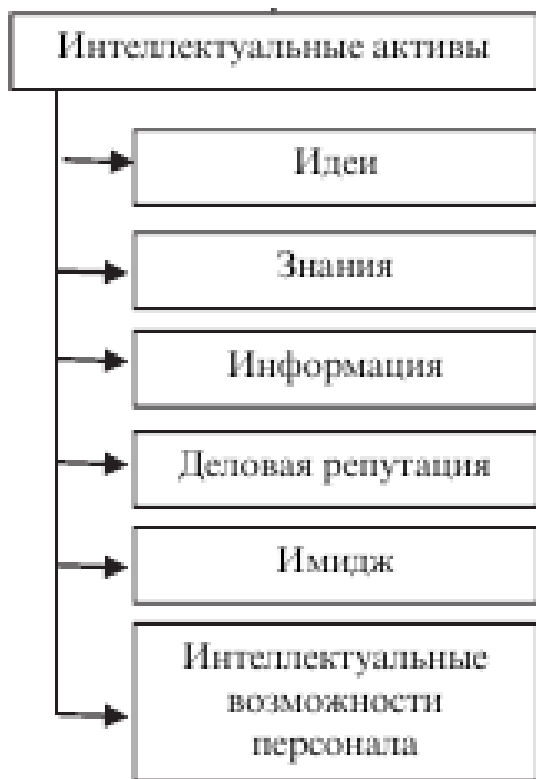 Интеллектуальные активы
Идеи
Знания
Информация
Деловая репутация
Имидж
Интеллектуальные
возможности
персонала